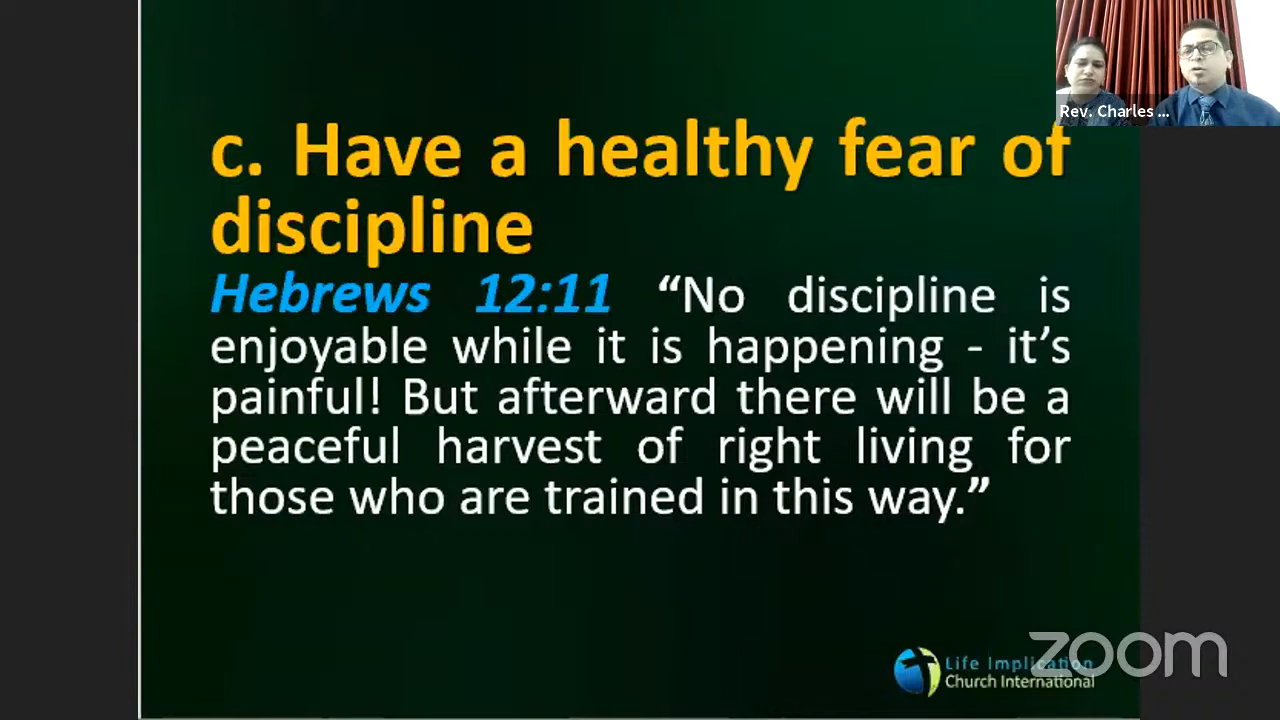 Rev. Charles ...
c. Have a healthy fear of
discipline
Hebrews 12:11 “No discipline is
enjoyable while it is happening - it’s
painful! But afterward there will be a
peaceful harvest of right living for
those who are trained in this way.”
Life Implication
Church International
zoom